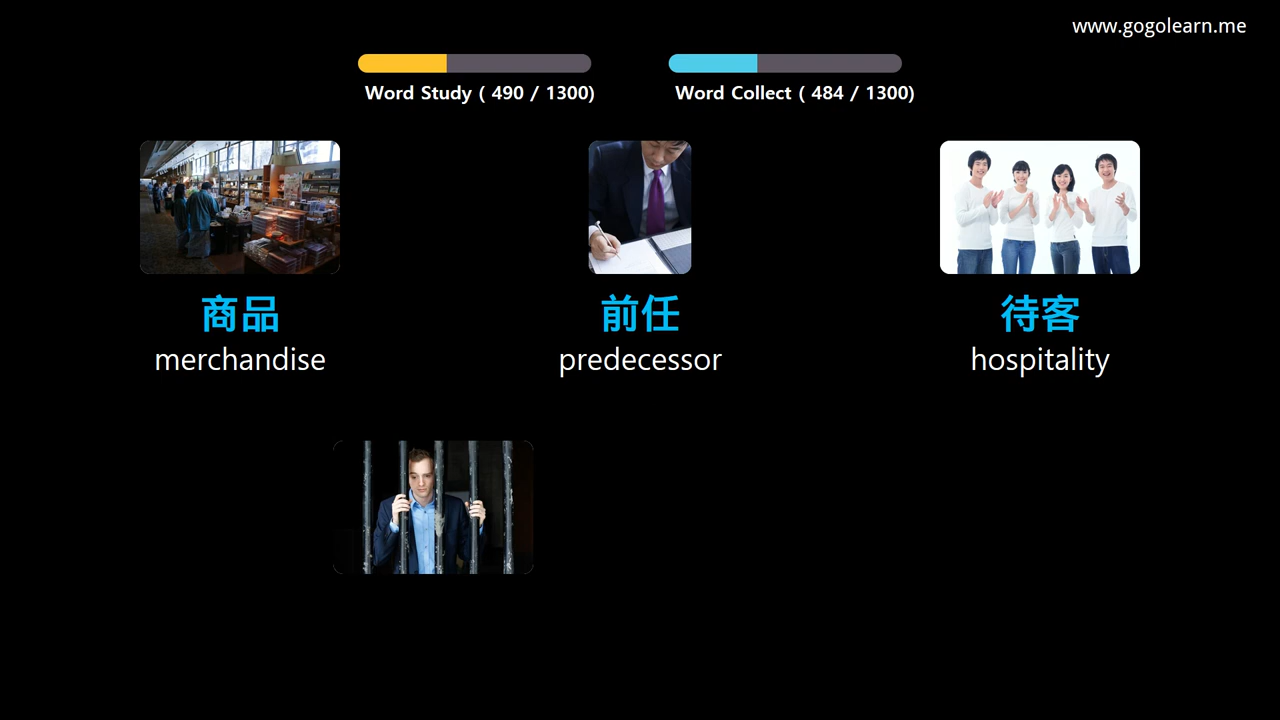 www.gogolearn.me
Word Study ( 490 / 1300)
Word Collect ( 484 / 1300)
商品
merchandise
前任
predecessor
待客
hospitality